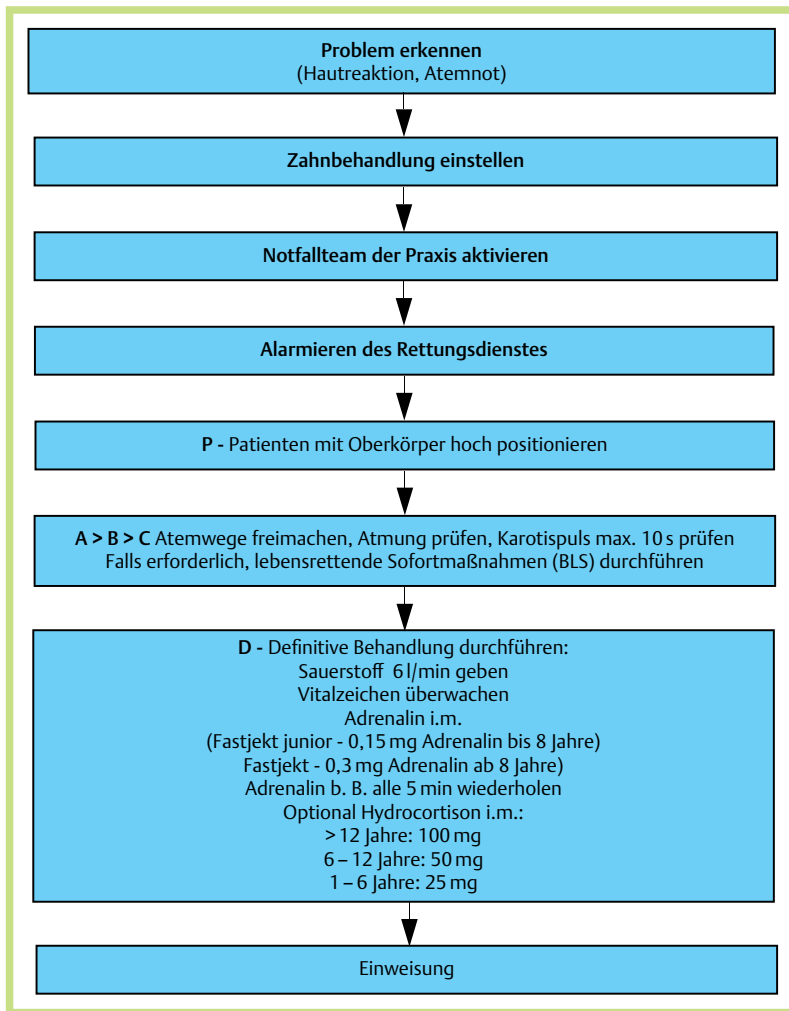 Problem erkennen
(Hautreaktion, Atemnot)
Zahnbehandlung einstellen
Notfallteam der Praxis aktivieren
Alarmieren des Rettungsdienstes
P - Patienten mit Oberkörper hoch positionieren
A > B > C Atemwege freimachen, Atmung prüfen, Karotispuls max. 10 s prüfen
Falls erforderlich, lebensrettende Sofortmaßnahmen (BLS) durchführen
D - Definitive Behandlung durchführen:
Sauerstoff 6 l/min geben
Vitalzeichen überwachen
Adrenalin i.m.
(Fastjekt junior - 0,15 mg Adrenalin bis 8 Jahre)
Fastjekt - 0,3 mg Adrenalin ab 8 Jahre)
Adrenalin b. B. alle 5 min wiederholen
Optional Hydrocortison i.m.:
> 12 Jahre: 100 mg
6 – 12 Jahre: 50 mg
1 – 6 Jahre: 25 mg
Einweisung